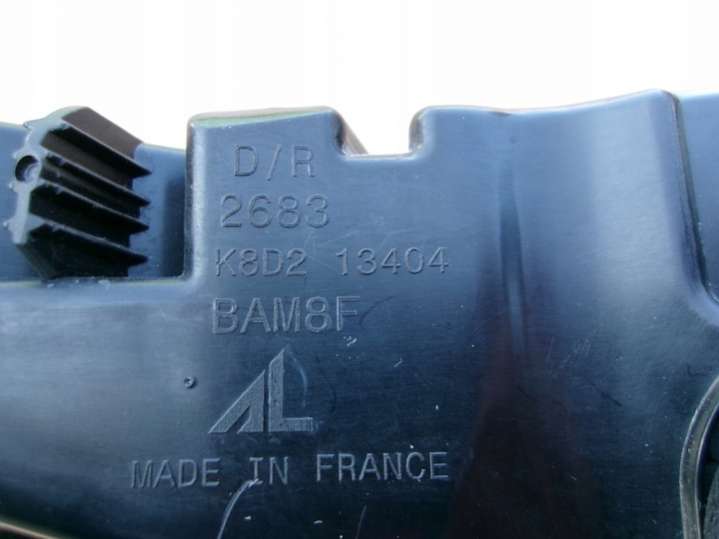 D/R
2683
K8D2 13404
BAM8F
AL
MADE IN FRANCE